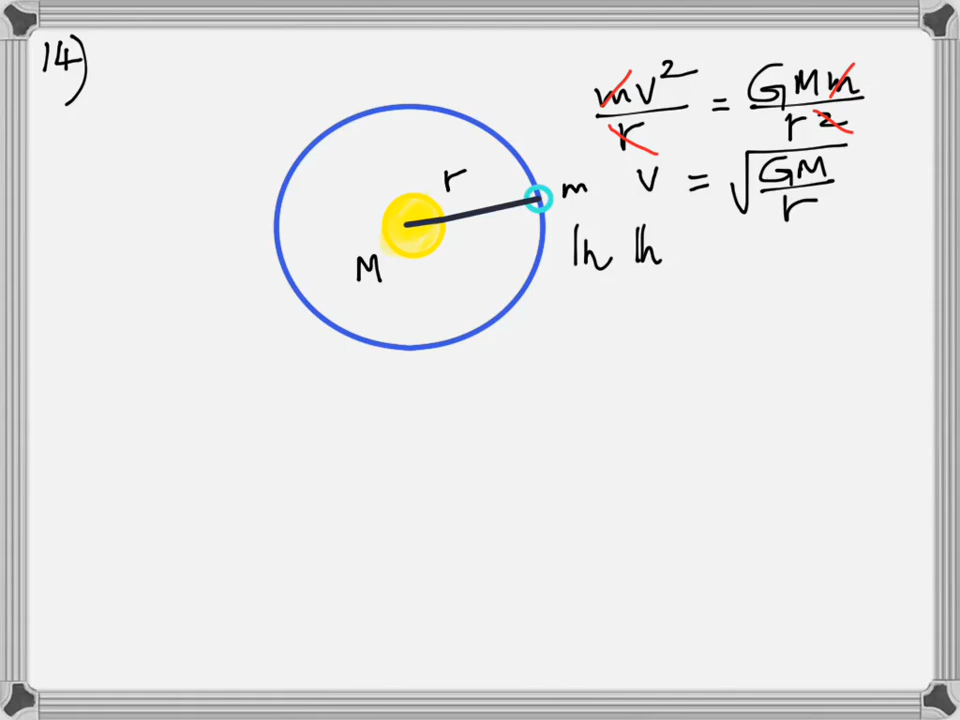 14)
mv² / r = GMm / r²
r
m
v = √(GM / r)
M